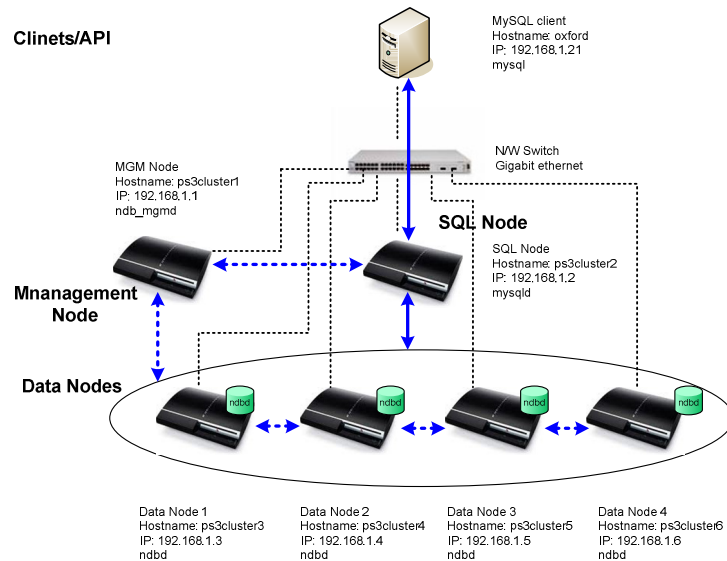 Clinets/API
MySQL client
Hostname: oxford
IP: 192.168.1.21
mysql
N/W Switch
Gigabit ethernet
MGM Node
Hostname: ps3cluster1
IP: 192.168.1.1
ndb_mgmd
SQL Node
SQL Node
Hostname: ps3cluster2
IP: 192.168.1.2
mysqld
Mnanagement
Node
Data Nodes
ndbd
ndbd
ndbd
ndbd
Data Node 1
Hostname: ps3cluster3
IP: 192.168.1.3
ndbd
Data Node 2
Hostname: ps3cluster4
IP: 192.168.1.4
ndbd
Data Node 3
Hostname: ps3cluster5
IP: 192.168.1.5
ndbd
Data Node 4
Hostname: ps3cluster6
IP: 192.168.1.6
ndbd